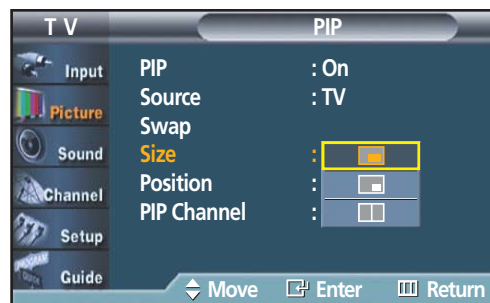 TV PIP
Input
Picture
Sound
Channel
Setup
Guide
PIP : On
Source : TV
Swap
Size :
Position :
PIP Channel :
Move Enter Return